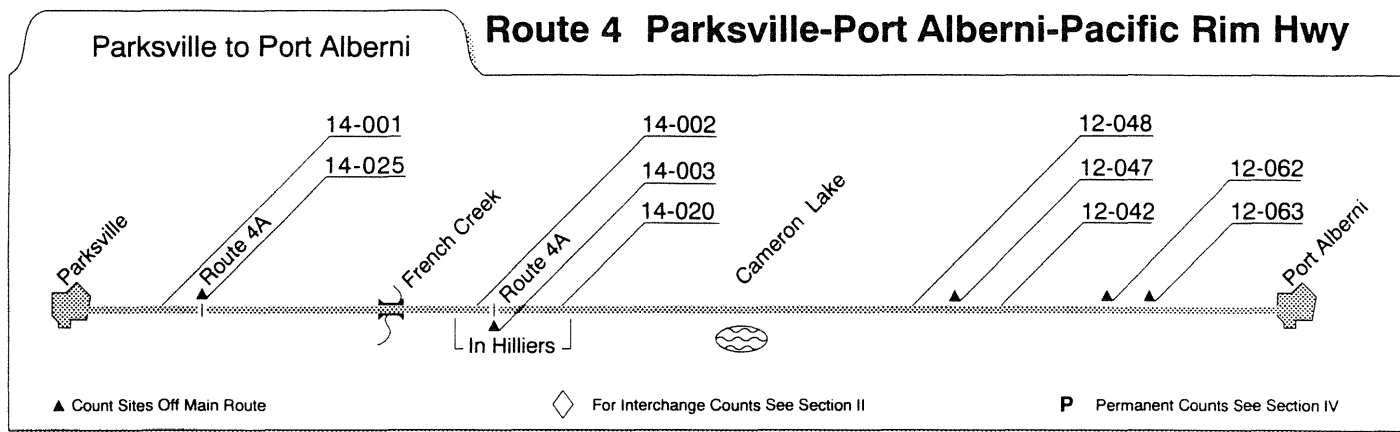 Route 4 Parksville-Port Alberni-Pacific Rim Hwy
Parksville to Port Alberni
14-001
14-025
14-002
14-003
14-020
12-048
12-047
12-042
12-062
12-063
Parksville
Route 4A
French Creek
Route 4A
Cameron Lake
Port Alberni
In Hilliers
Count Sites Off Main Route
For Interchange Counts See Section II
P Permanent Counts See Section IV